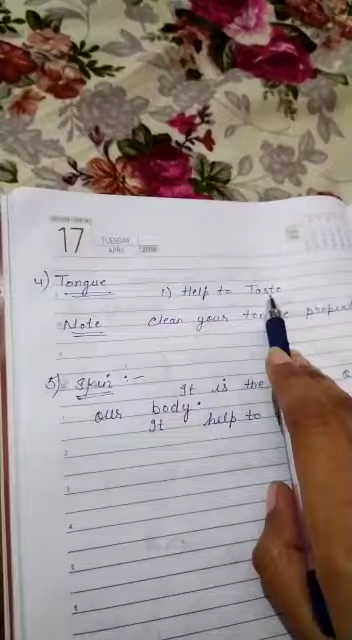 17 TUESDAY
APRIL 2018
4) Tongue 1) Help to Taste
Note clean your
5) Skin :- It is the
our body.
It help to